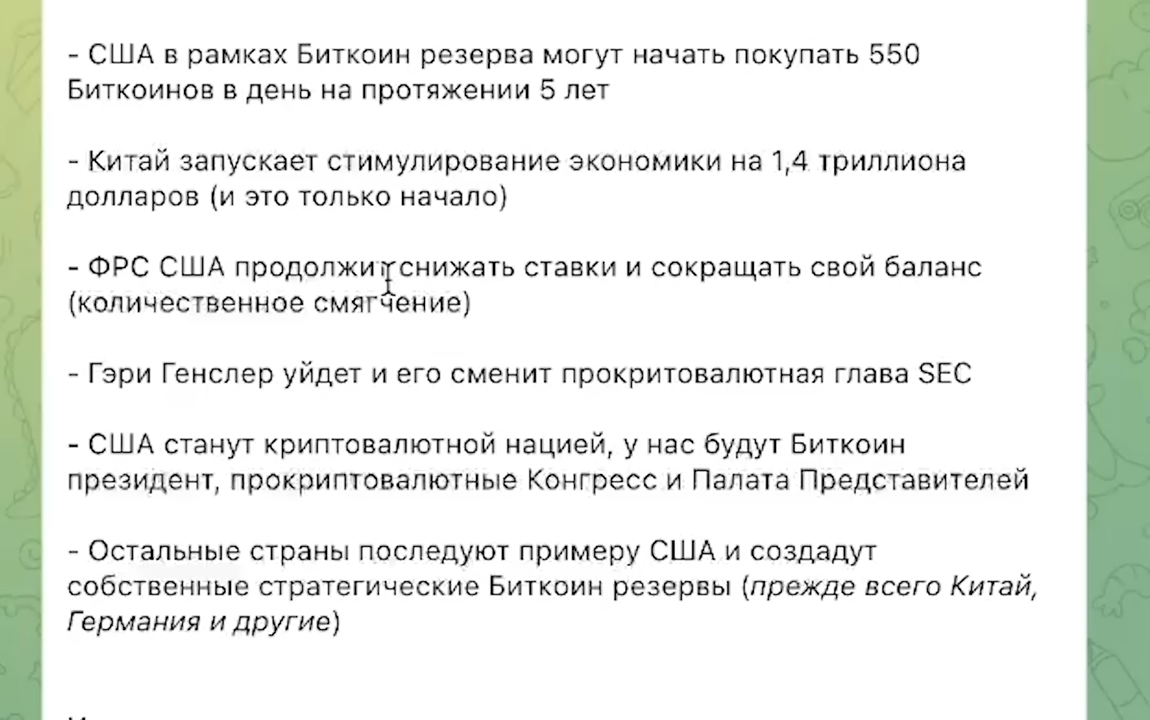 - США в рамках Биткоин резерва могут начать покупать 550
Биткоинов в день на протяжении 5 лет
- Китай запускает стимулирование экономики на 1,4 триллиона
долларов (и это только начало)
- ФРС США продолжит снижать ставки и сокращать свой баланс
(количественное смягчение)
- Гэри Генслер уйдет и его сменит прокритовалютная глава SEC
- США станут криптовалютной нацией, у нас будут Биткоин
президент, прокриптовалютные Конгресс и Палата Представителей
- Остальные страны последуют примеру США и создадут
собственные стратегические Биткоин резервы (прежде всего Китай,
Германия и другие)